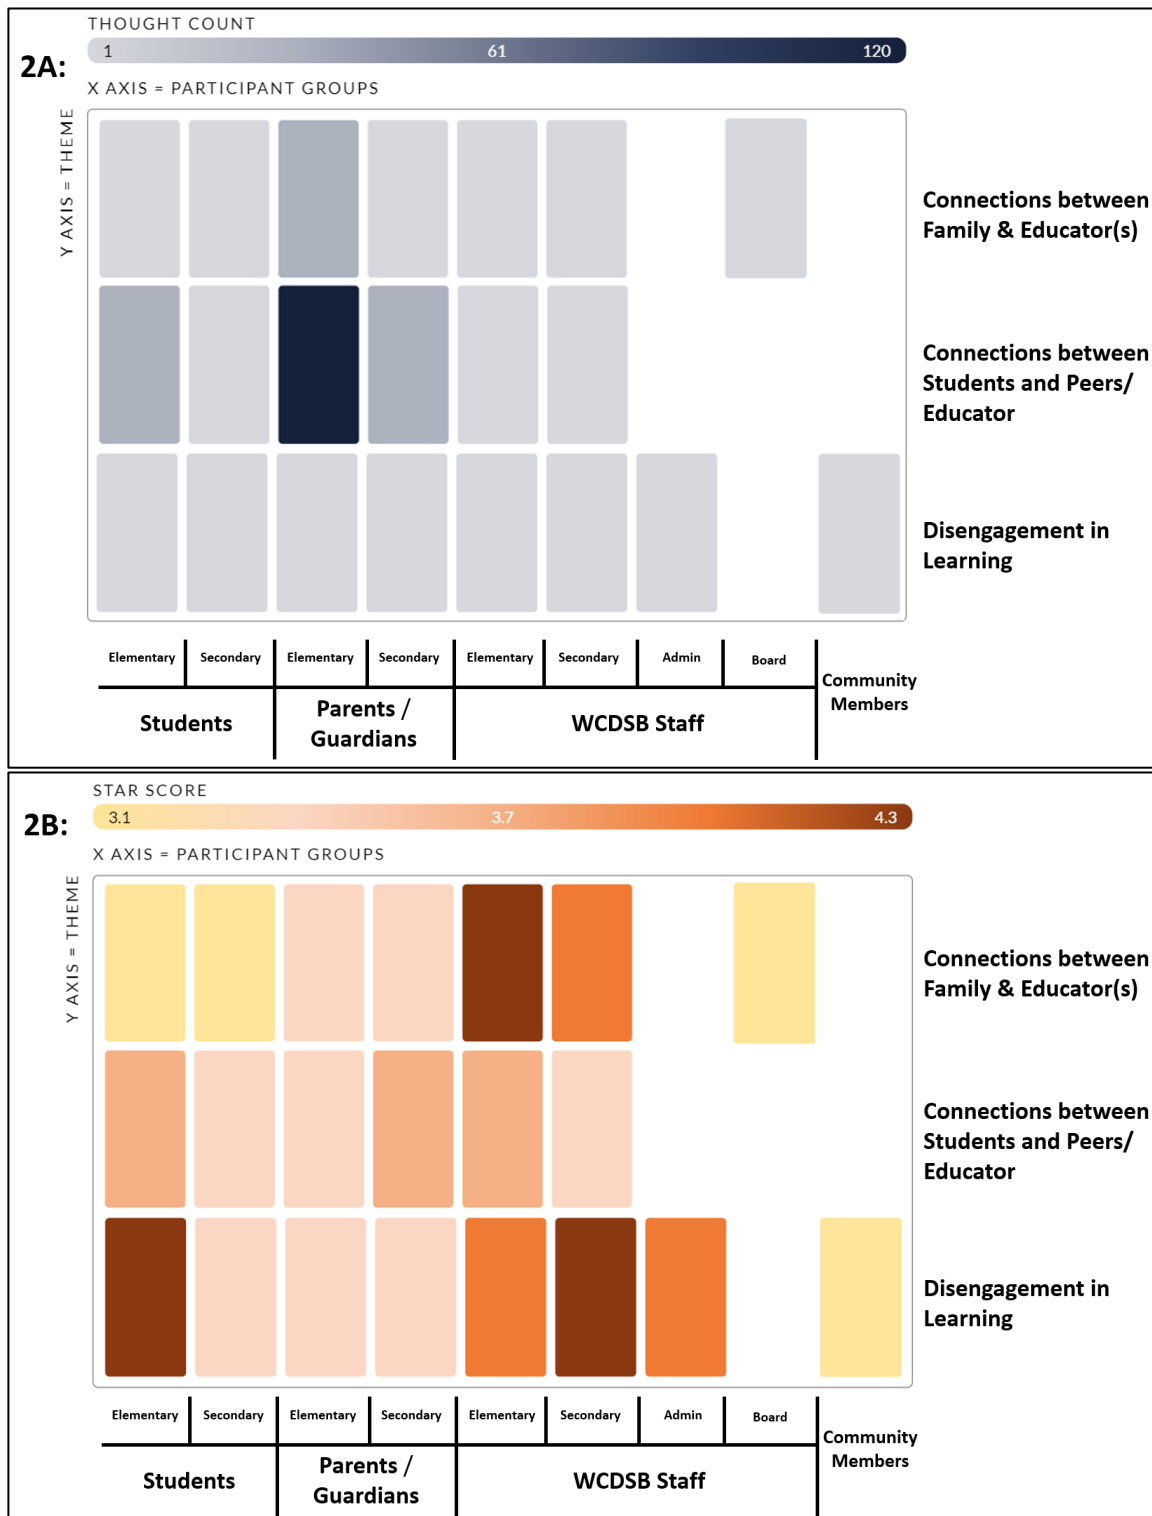 THOUGHT COUNT
1 61 120
2A:
X AXIS = PARTICIPANT GROUPS
Y AXIS = THEME
Connections between
Family & Educator(s)
Connections between
Students and Peers/
Educator
Disengagement in
Learning
Elementary Secondary Elementary Secondary Elementary Secondary Admin Board
Community
Members
Students
Parents /
Guardians
WCDSB Staff
STAR SCORE
3.1 3.7 4.3
2B:
X AXIS = PARTICIPANT GROUPS
Y AXIS = THEME
Connections between
Family & Educator(s)
Connections between
Students and Peers/
Educator
Disengagement in
Learning
Elementary Secondary Elementary Secondary Elementary Secondary Admin Board
Community
Members
Students
Parents /
Guardians
WCDSB Staff